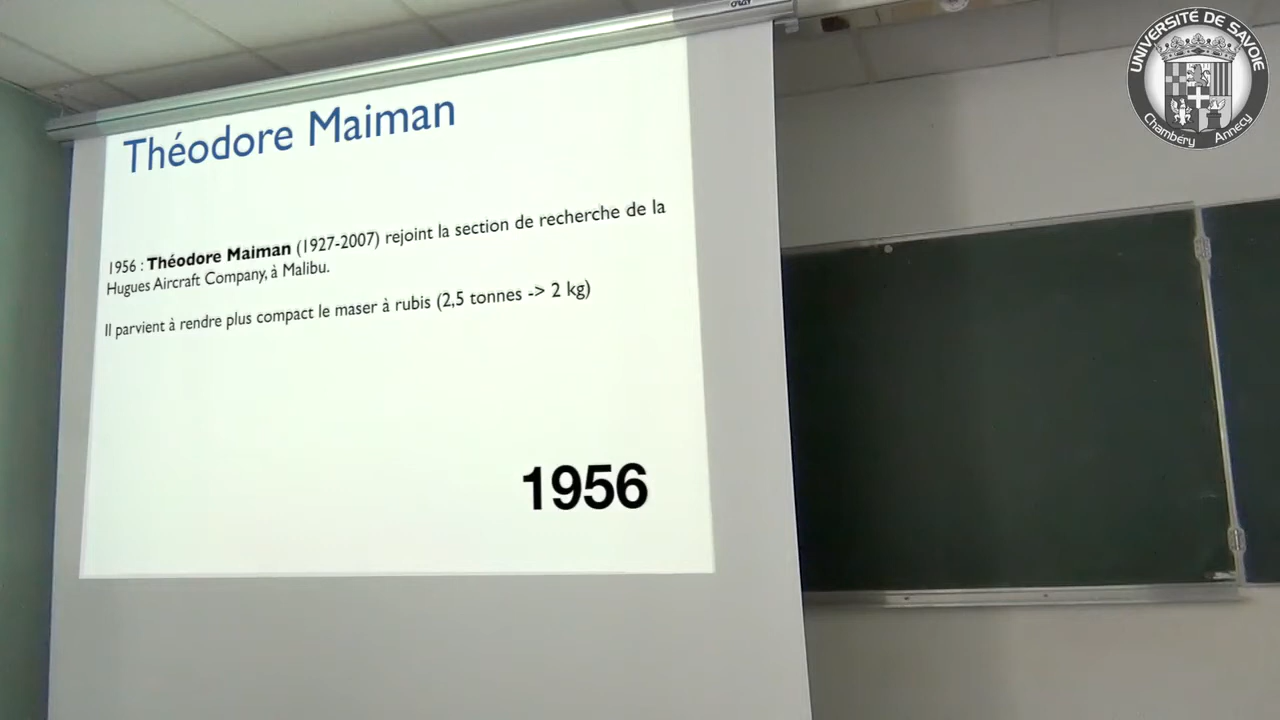 Théodore Maiman
1956 : Théodore Maiman (1927-2007) rejoint la section de recherche de la
Hugues Aircraft Company, à Malibu.
Il parvient à rendre plus compact le maser à rubis (2,5 tonnes -> 2 kg)
1956
UNIVERSITÉ DE SAVOIE
Chambéry Annecy